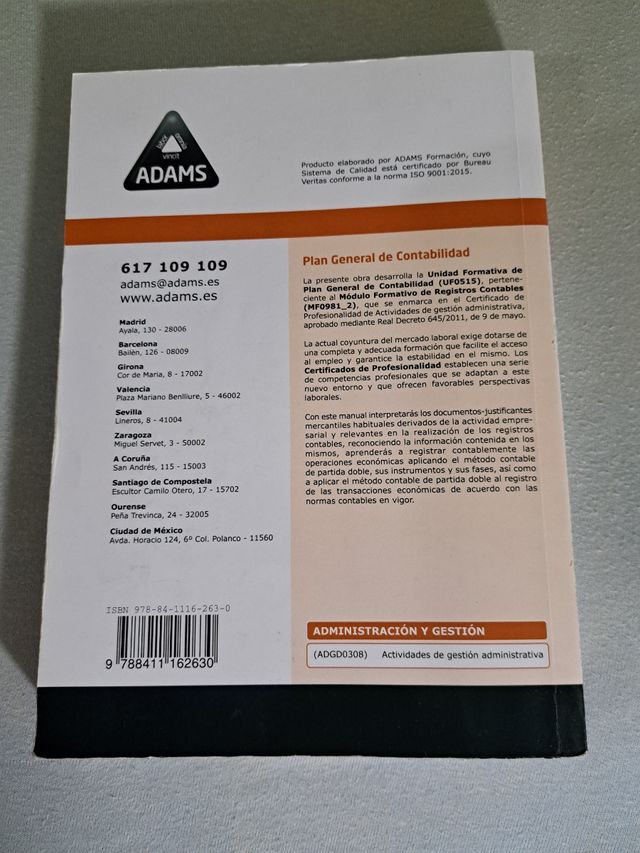 labor
omnia
vincit
ADAMS
Producto elaborado por ADAMS Formación, cuyo
Sistema de Calidad está certificado por Bureau
Veritas conforme a la norma ISO 9001:2015.
617 109 109
adams@adams.es
www.adams.es
Madrid
Ayala, 130 - 28006
Barcelona
Bailén, 126 - 08009
Girona
Cor de Maria, 8 - 17002
Valencia
Plaza Mariano Benlliure, 5 - 46002
Sevilla
Lineros, 8 - 41004
Zaragoza
Miguel Servet, 3 - 50002
A Coruña
San Andrés, 115 - 15003
Santiago de Compostela
Escultor Camilo Otero, 17 - 15702
Ourense
Peña Trevinca, 24 - 32005
Ciudad de México
Avda. Horacio 124, 6º Col. Polanco - 11560
Plan General de Contabilidad
La presente obra desarrolla la Unidad Formativa de
Plan General de Contabilidad (UF0515), pertene-
ciente al Módulo Formativo de Registros Contables
(MF0981_2), que se enmarca en el Certificado de
Profesionalidad de Actividades de gestión administrativa,
aprobado mediante Real Decreto 645/2011, de 9 de mayo.
La actual coyuntura del mercado laboral exige dotarse de
una completa y adecuada formación que facilite el acceso
al empleo y garantice la estabilidad en el mismo. Los
Certificados de Profesionalidad establecen una serie
de competencias profesionales que se adaptan a este
nuevo entorno y que ofrecen favorables perspectivas
laborales.
Con este manual interpretarás los documentos-justificantes
mercantiles habituales derivados de la actividad empre-
sarial y relevantes en la realización de los registros
contables, reconociendo la información contenida en los
mismos, aprenderás a registrar contablemente las
operaciones económicas aplicando el método contable
de partida doble, sus instrumentos y sus fases, así como
a aplicar el método contable de partida doble al registro
de las transacciones económicas de acuerdo con las
normas contables en vigor.
ISBN 978-84-1116-263-0
9 788411 162630
ADMINISTRACIÓN Y GESTIÓN
(ADGD0308) Actividades de gestión administrativa